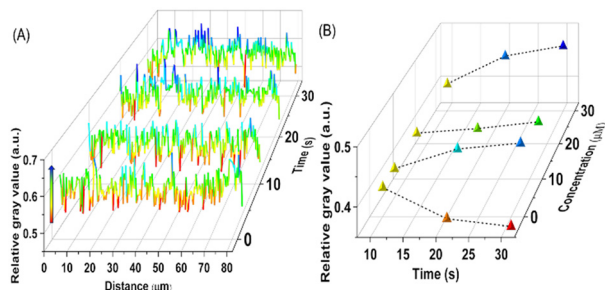 (A)
Relative gray value (a.u.)
0.7
0.6
0.5
0 10 20 30 40 50 60 70 80
Distance (μm)
0
10
20
30
Time (s)
(B)
Relative gray value (a.u.)
0.5
0.4
10 15 20 25 30
Time (s)
0
10
20
30
Concentration (μM)